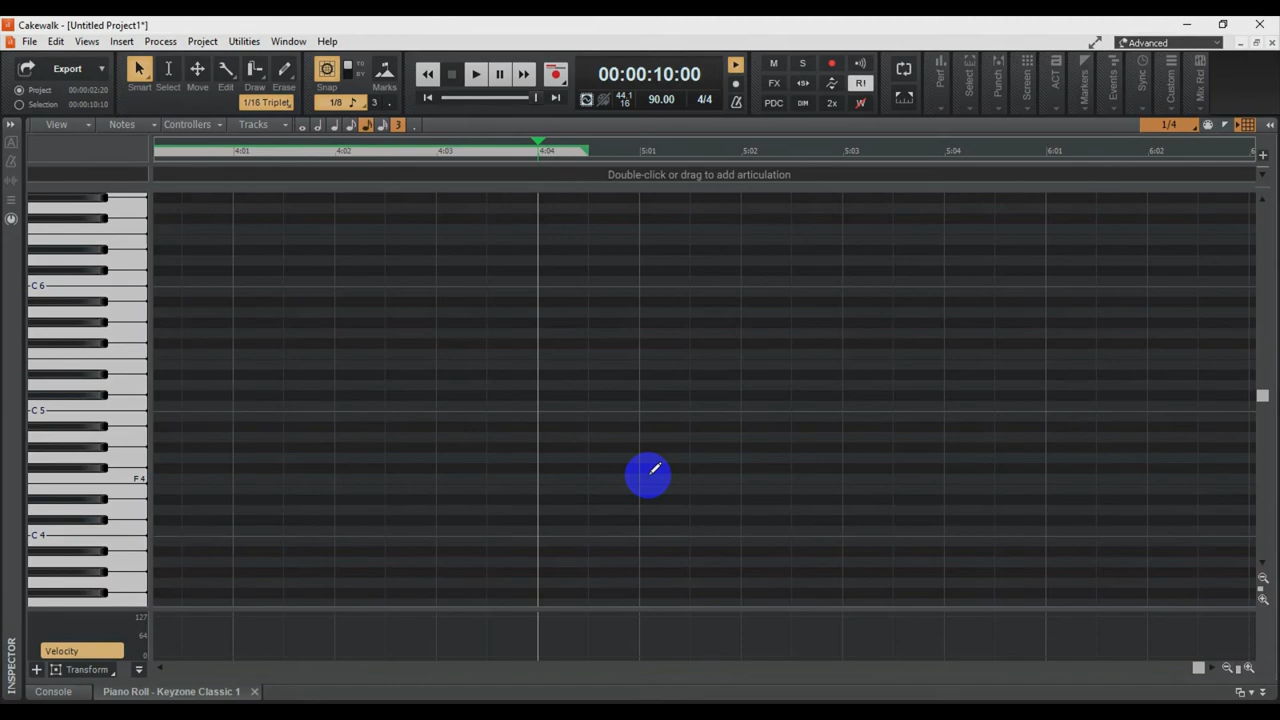 Cakewalk - [Untitled Project1*]
File Edit Views Insert Process Project Utilities Window Help
Advanced
Export
Project 00:00:02:20
Selection 00:00:10:10
Smart Select Move Edit Draw Erase Snap Marks
TO
BY
1/16 Triplet 1/8 3
00:00:10:00
44.1
16
90.00 4/4
M S
FX R!
PDC DIM 2x
Perf Select Screen Punch ACT Markers Events Sync Custom Mix Rcl
View Notes Controllers Tracks 3 1/4
4:01 4:02 4:03 4:04 5:01 5:02 5:03 5:04 6:01 6:02
Double-click or drag to add articulation
C 6
C 5
F 4
C 4
127
64
0
Velocity
Transform
INSPECTOR
Console Piano Roll - Keyzone Classic 1